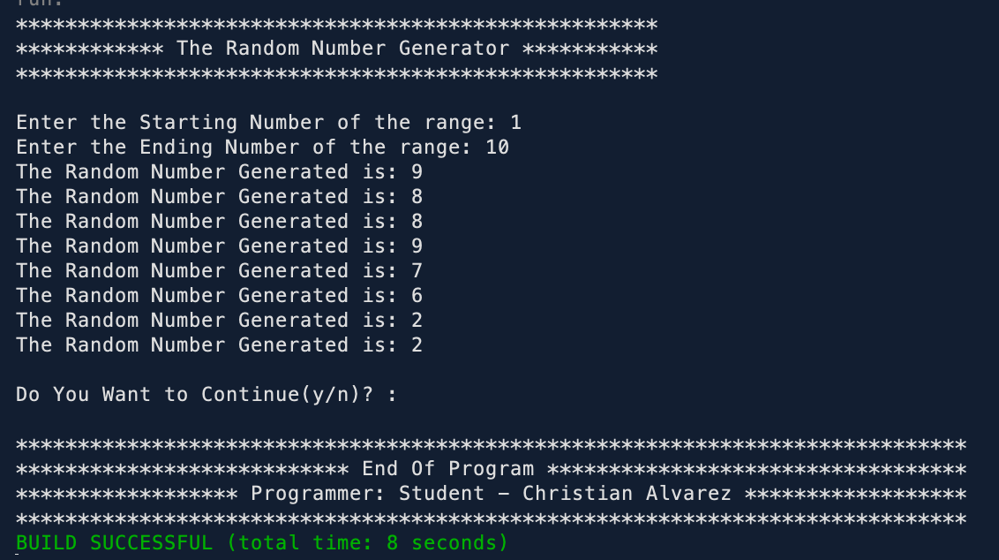 run:
****************************************************
************ The Random Number Generator ***********
****************************************************
Enter the Starting Number of the range: 1
Enter the Ending Number of the range: 10
The Random Number Generated is: 9
The Random Number Generated is: 8
The Random Number Generated is: 8
The Random Number Generated is: 9
The Random Number Generated is: 7
The Random Number Generated is: 6
The Random Number Generated is: 2
The Random Number Generated is: 2
Do You Want to Continue(y/n)? :
*****************************************************************************
*************************** End Of Program **********************************
****************** Programmer: Student – Christian Alvarez ******************
*****************************************************************************
BUILD SUCCESSFUL (total time: 8 seconds)